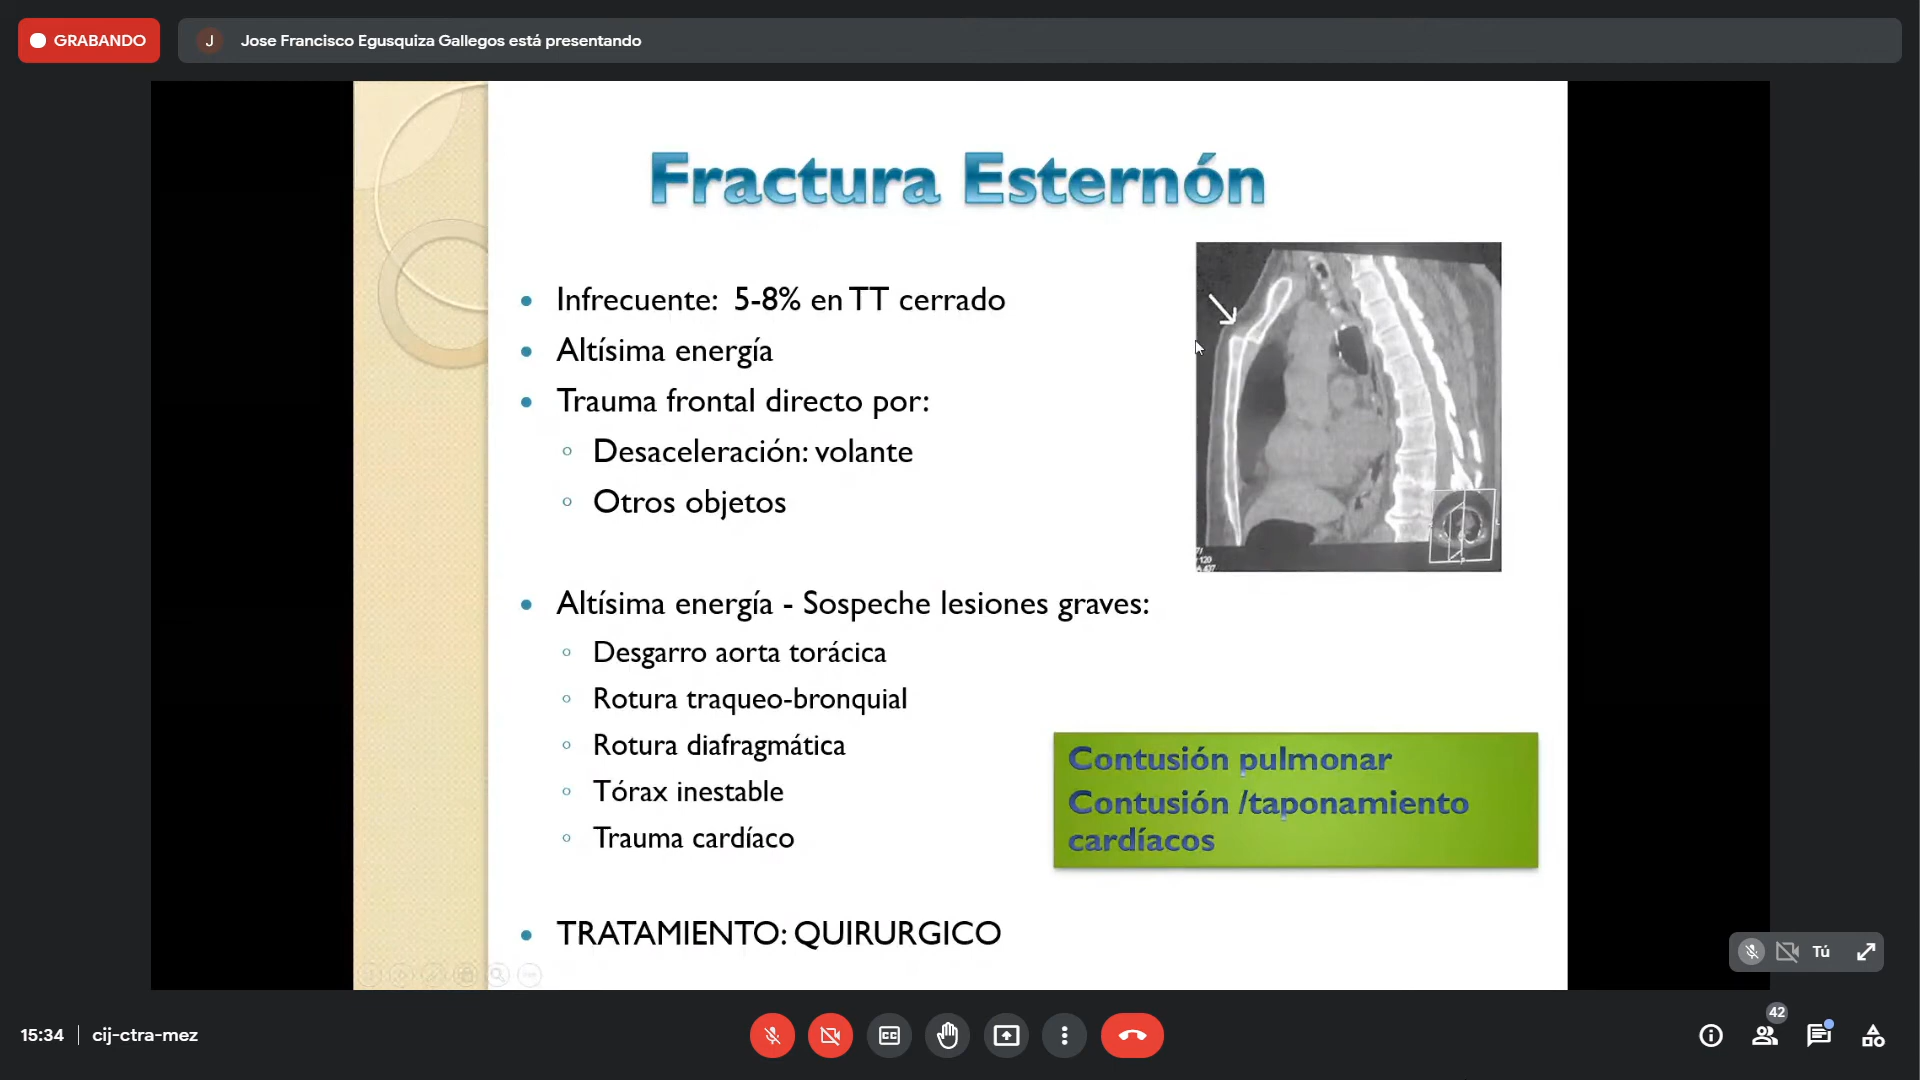 GRABANDO
J
Jose Francisco Egusquiza Gallegos está presentando
Fractura Esternón
Infrecuente: 5-8% en TT cerrado
Altísima energía
Trauma frontal directo por:
Desaceleración: volante
Otros objetos
Altísima energía - Sospeche lesiones graves:
Desgarro aorta torácica
Rotura traqueo-bronquial
Rotura diafragmática
Tórax inestable
Trauma cardíaco
Contusión pulmonar
Contusión /taponamiento
cardíacos
TRATAMIENTO: QUIRURGICO
Tú
15:34
cij-ctra-mez
CC
42